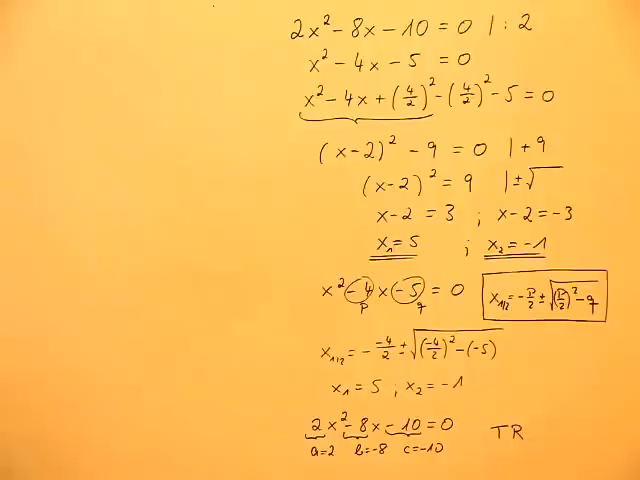 2x² - 8x - 10 = 0 | : 2
x² - 4x - 5 = 0
x² - 4x + (4/2)² - (4/2)² - 5 = 0
(x-2)² - 9 = 0 | + 9
(x-2)² = 9 | ±√
x-2 = 3 ; x-2 = -3
x₁ = 5 ; x₂ = -1
x² -4x -5 = 0
p q
x₁/₂ = -p/2 ± √((p/2)² - q)
x₁/₂ = - -4/2 ± √((-4/2)² - (-5))
x₁ = 5 ; x₂ = -1
2x² - 8x - 10 = 0 TR
a=2 b=-8 c=-10